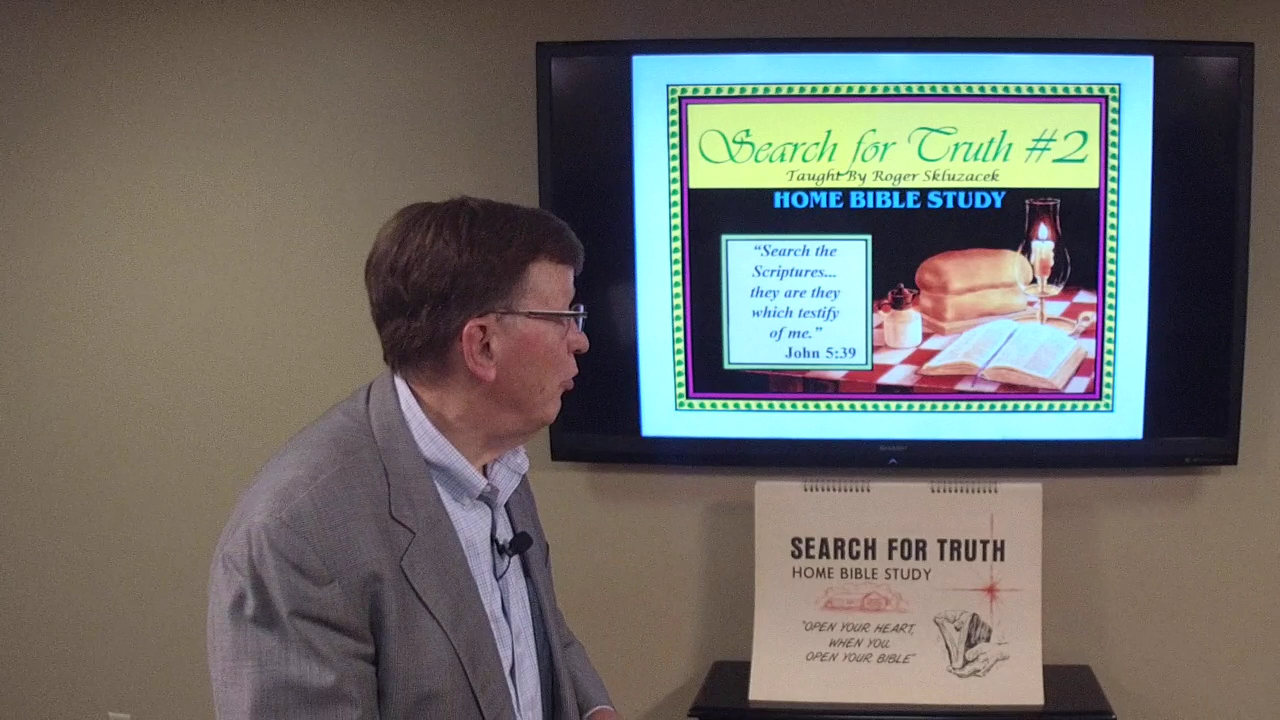 Search for Truth #2
Taught By Roger Skluzacek
HOME BIBLE STUDY
"Search the
Scriptures...
they are they
which testify
of me."
John 5:39
SHARP
SEARCH FOR TRUTH
HOME BIBLE STUDY
"OPEN YOUR HEART,
WHEN YOU
OPEN YOUR BIBLE"